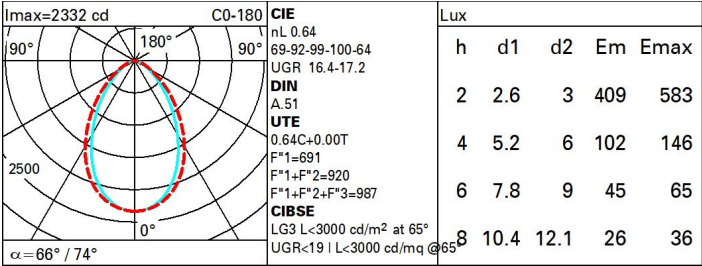 Imax=2332 cd C0-180
90° 180° 90°
2500
0°
α=66° / 74°
CIE
nL 0.64
69-92-99-100-64
UGR 16.4-17.2
DIN
A.51
UTE
0.64C+0.00T
F"1=691
F"1+F"2=920
F"1+F"2+F"3=987
CIBSE
LG3 L<3000 cd/m² at 65°
UGR<19 | L<3000 cd/mq @65°
Lux
h d1 d2 Em Emax
2 2.6 3 409 583
4 5.2 6 102 146
6 7.8 9 45 65
8 10.4 12.1 26 36